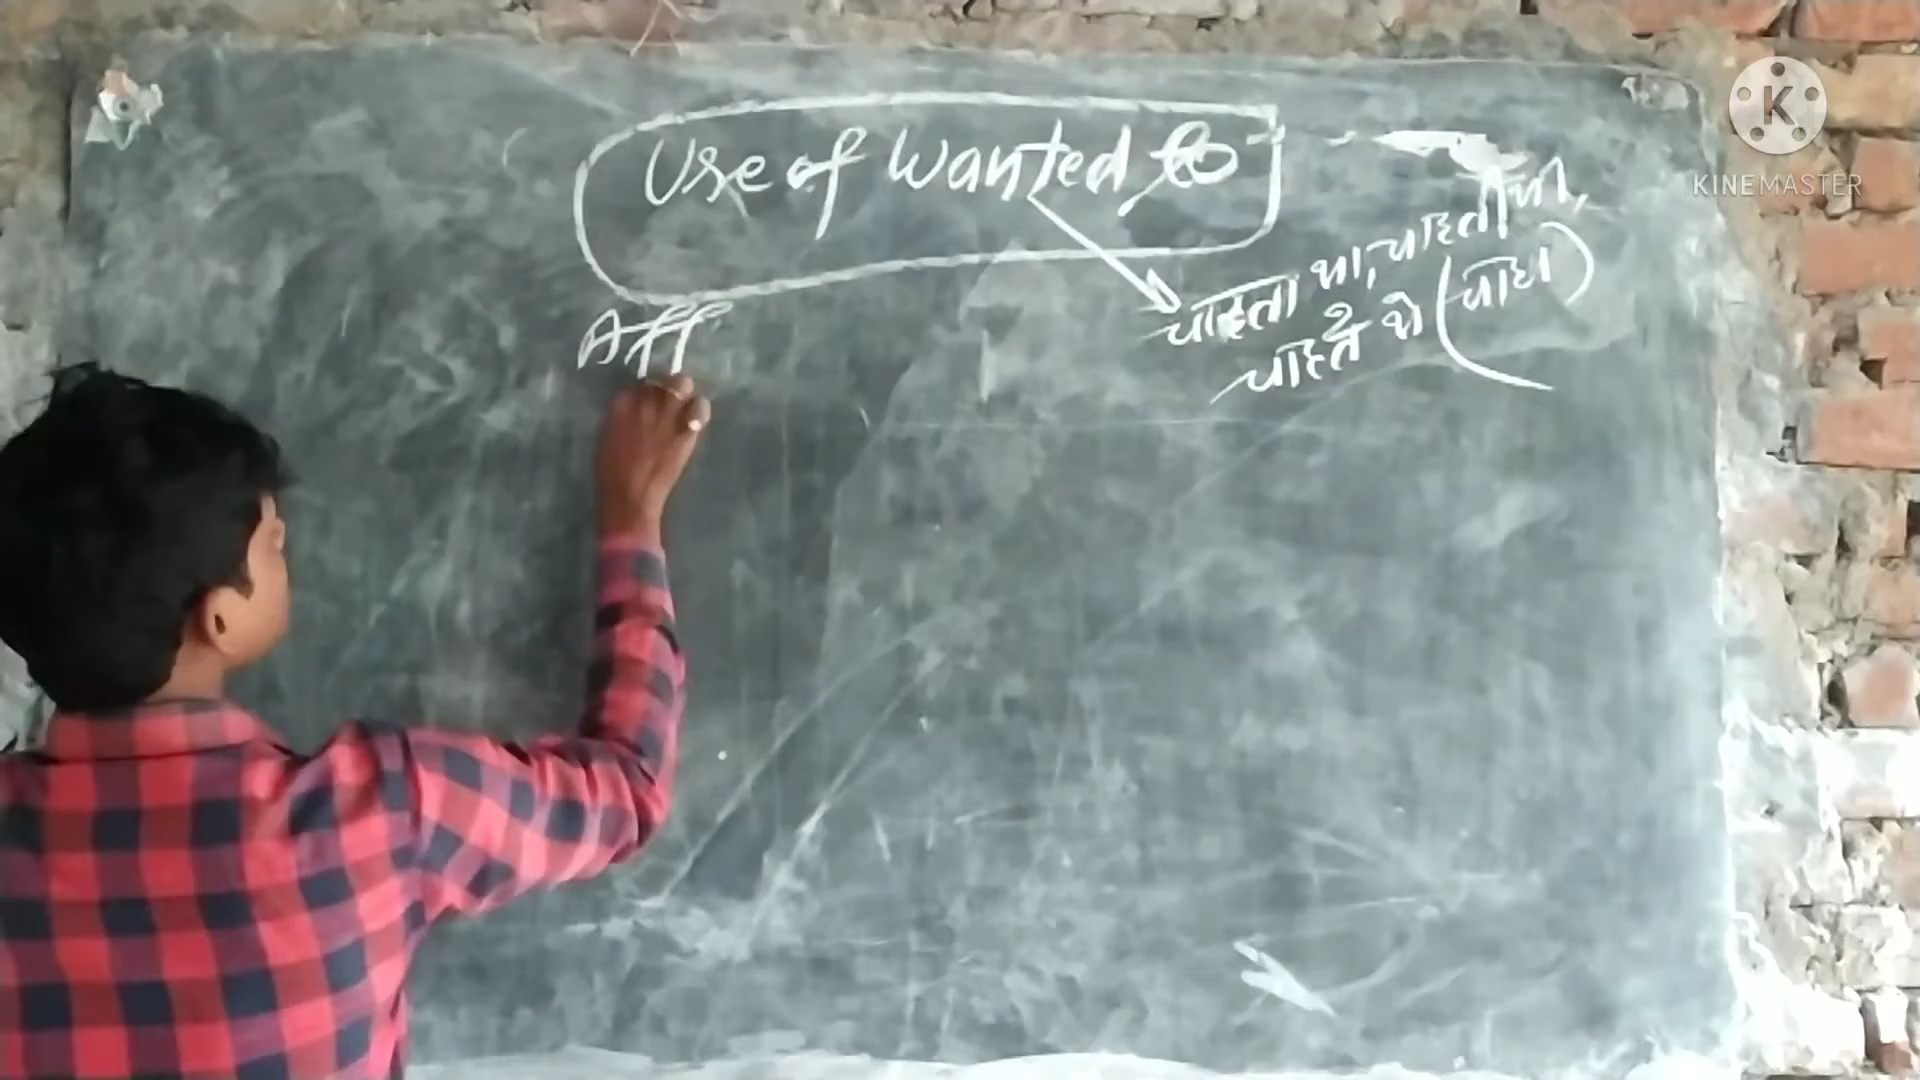 Use of Wanted to
चाहता था, चाहती थी,
चाहते थे (चाहा)
Aff
K
KINEMASTER